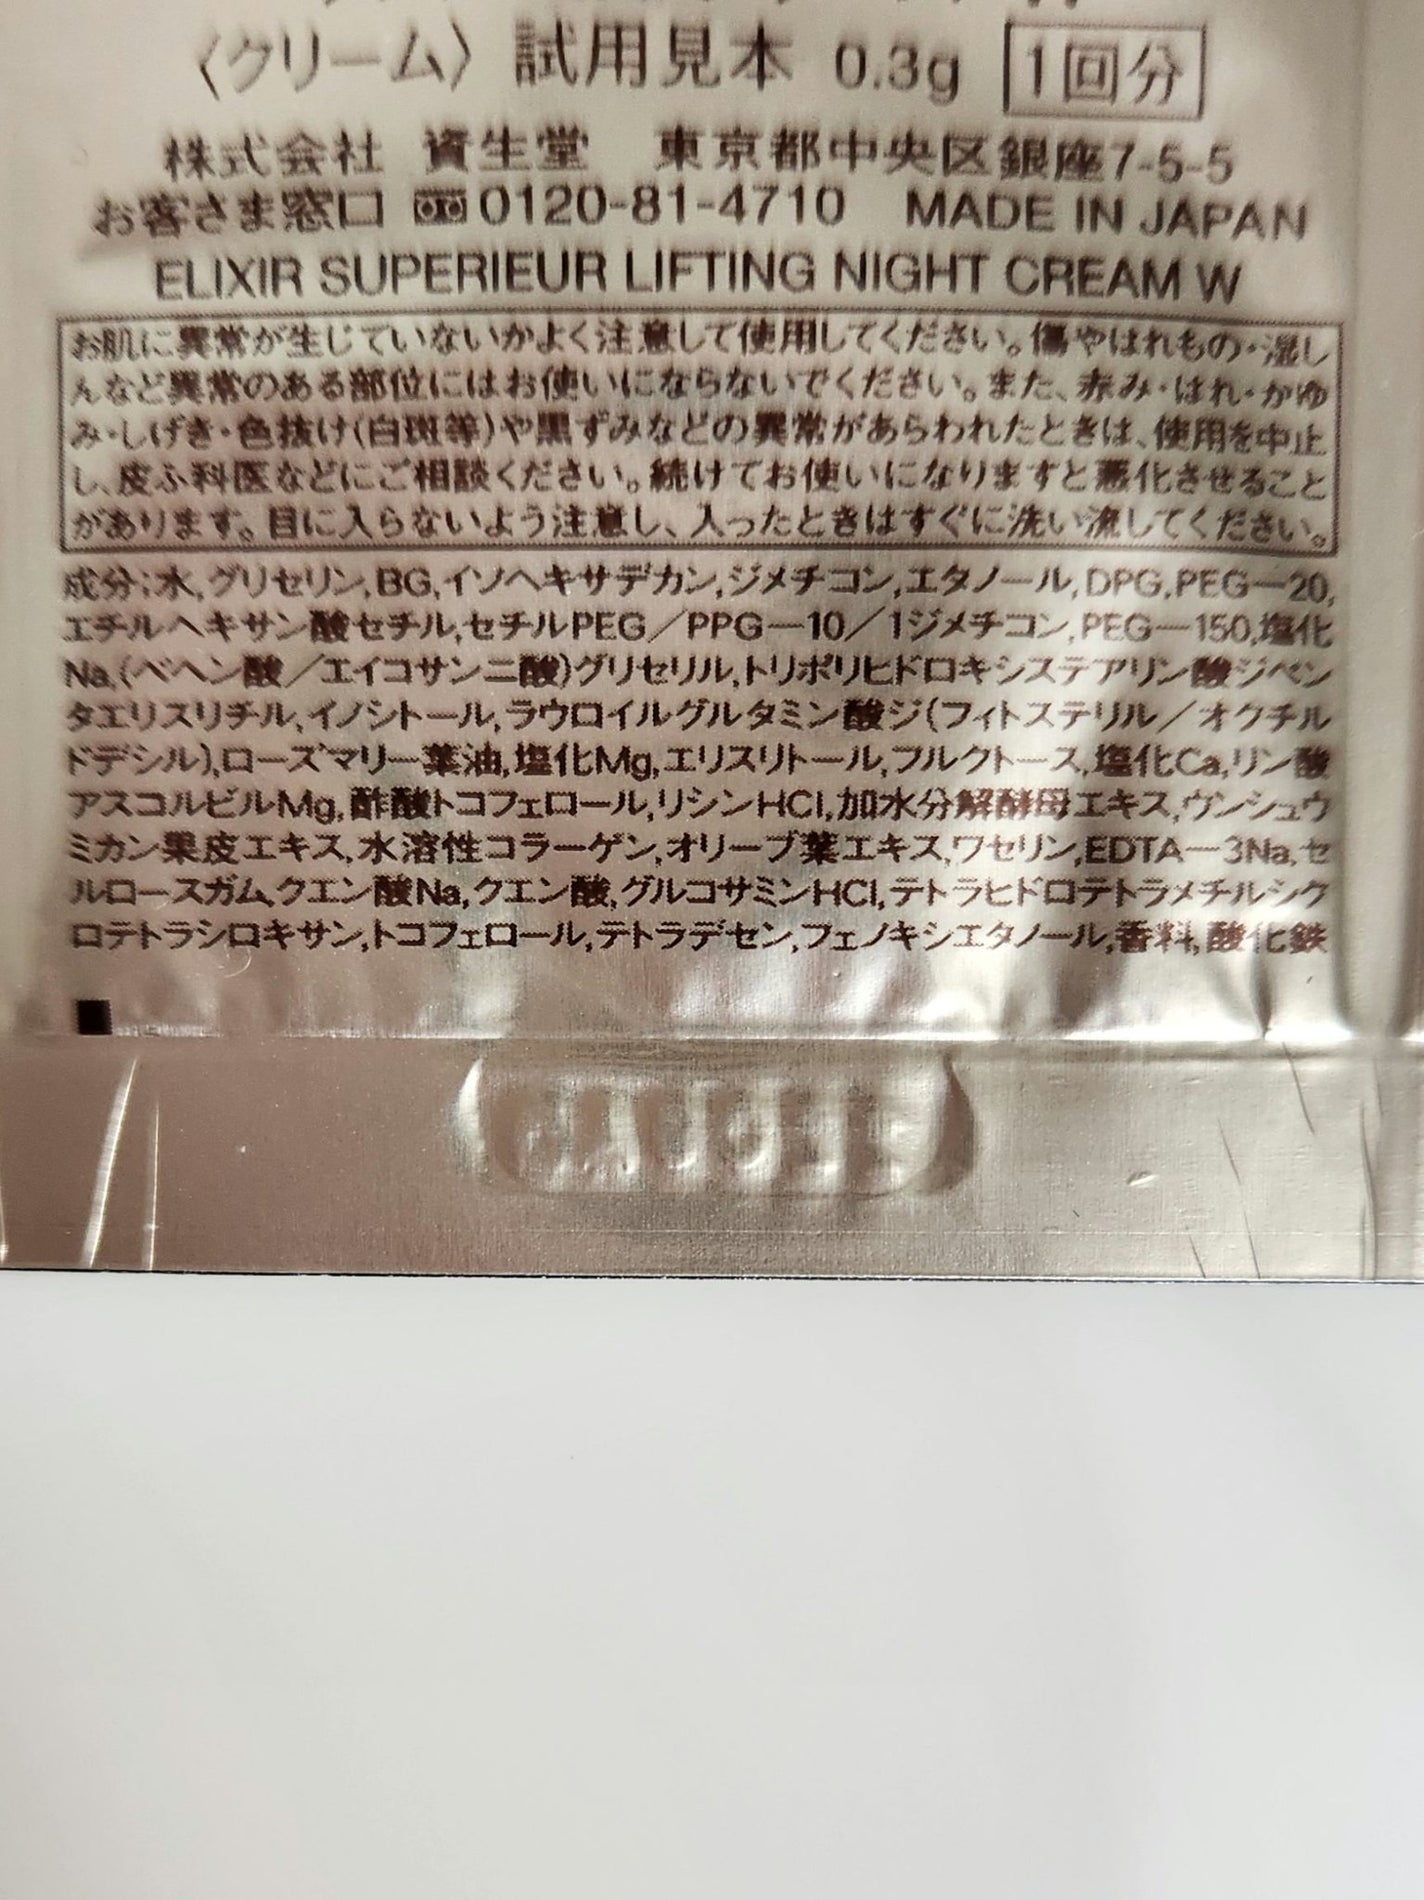 〈クリーム〉試用見本 0.3g 1回分
株式会社 資生堂 東京都中央区銀座7-5-5
お客さま窓口 0120-81-4710 MADE IN JAPAN
ELIXIR SUPERIEUR LIFTING NIGHT CREAM W
お肌に異常が生じていないかよく注意して使用してください。傷やはれもの・湿し
んなど異常のある部位にはお使いにならないでください。また、赤み・はれ・かゆ
み・しげき・色抜け(白斑等)や黒ずみなどの異常があらわれたときは、使用を中止
し、皮ふ科医などにご相談ください。続けてお使いになりますと悪化させること
があります。目に入らないよう注意し、入ったときはすぐに洗い流してください。
成分:水,グリセリン,BG,イソヘキサデカン,ジメチコン,エタノール,DPG,PEG-20,
エチルヘキサン酸セチル,セチルPEG/PPG-10/1ジメチコン,PEG-150,塩化
Na,(ベヘン酸/エイコサン二酸)グリセリル,トリポリヒドロキシステアリン酸ジペン
タエリスリチル,イノシトール,ラウロイルグルタミン酸ジ(フィトステリル/オクチル
ドデシル),ローズマリー葉油,塩化Mg,エリスリトール,フルクトース,塩化Ca,リン酸
アスコルビルMg,酢酸トコフェロール,リシンHCl,加水分解酵母エキス,ウンシュウ
ミカン果皮エキス,水溶性コラーゲン,オリーブ葉エキス,ワセリン,EDTA-3Na,セ
ルロースガム,クエン酸Na,クエン酸,グルコサミンHCl,テトラヒドロテトラメチルシク
ロテトラシロキサン,トコフェロール,テトラデセン,フェノキシエタノール,香料,酸化鉄